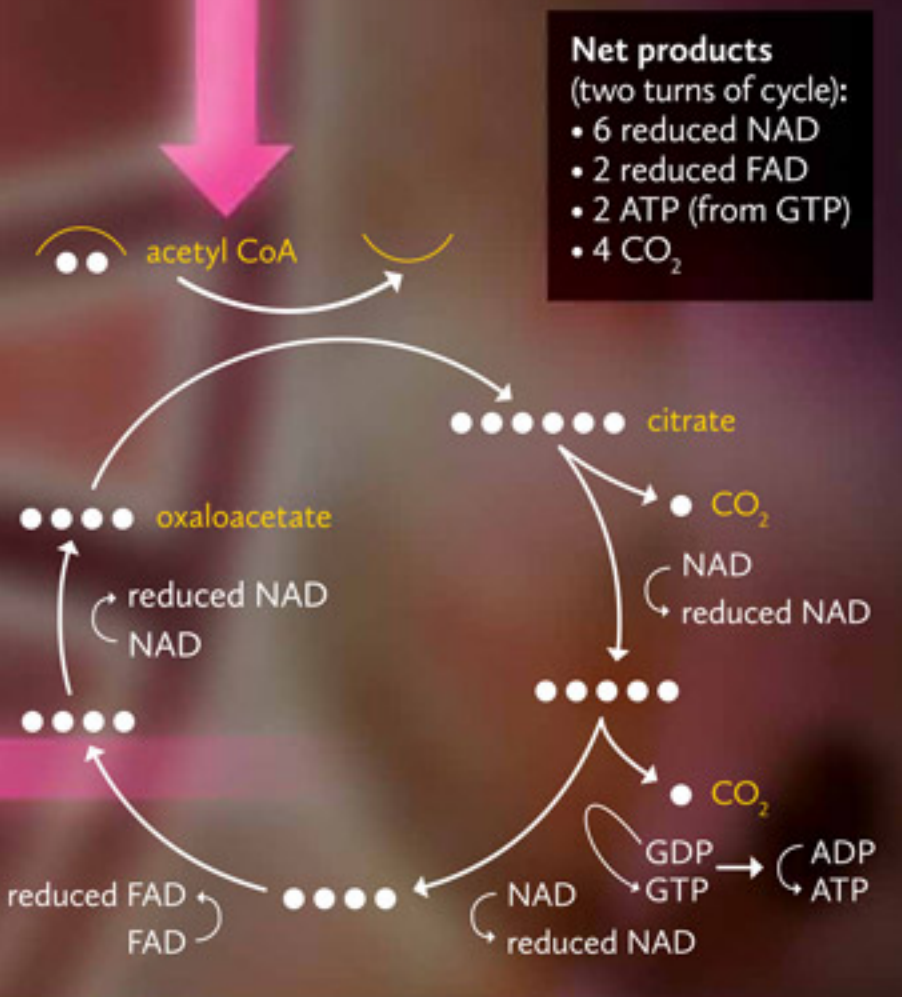 Net products
(two turns of cycle):
• 6 reduced NAD
• 2 reduced FAD
• 2 ATP (from GTP)
• 4 CO₂
acetyl CoA
citrate
CO₂
oxaloacetate
NAD
reduced NAD
reduced NAD
NAD
CO₂
GDP
GTP
ADP
ATP
reduced FAD
FAD
NAD
reduced NAD